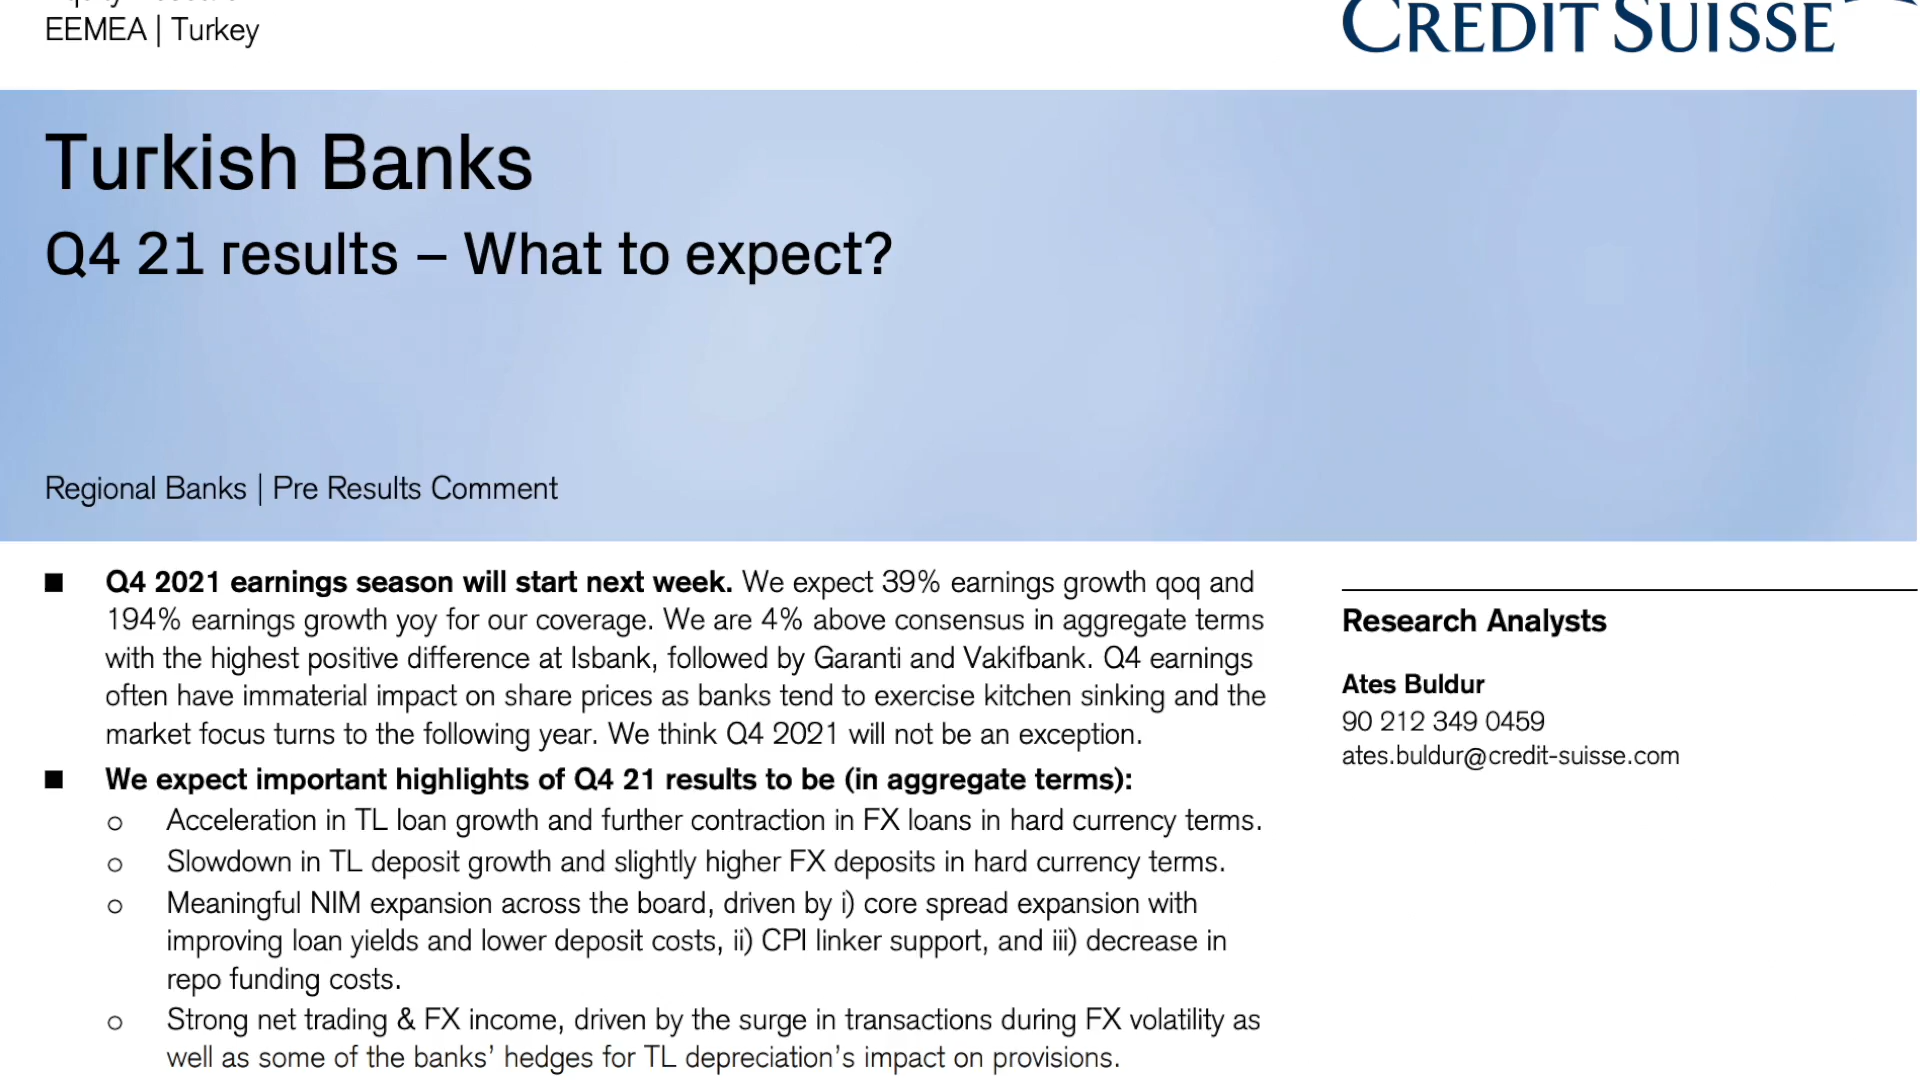 EEMEA | Turkey
CREDIT SUISSE
Turkish Banks
Q4 21 results – What to expect?
Regional Banks | Pre Results Comment
■ Q4 2021 earnings season will start next week. We expect 39% earnings growth qoq and
194% earnings growth yoy for our coverage. We are 4% above consensus in aggregate terms
with the highest positive difference at Isbank, followed by Garanti and Vakifbank. Q4 earnings
often have immaterial impact on share prices as banks tend to exercise kitchen sinking and the
market focus turns to the following year. We think Q4 2021 will not be an exception.
■ We expect important highlights of Q4 21 results to be (in aggregate terms):
○ Acceleration in TL loan growth and further contraction in FX loans in hard currency terms.
○ Slowdown in TL deposit growth and slightly higher FX deposits in hard currency terms.
○ Meaningful NIM expansion across the board, driven by i) core spread expansion with
improving loan yields and lower deposit costs, ii) CPI linker support, and iii) decrease in
repo funding costs.
○ Strong net trading & FX income, driven by the surge in transactions during FX volatility as
well as some of the banks’ hedges for TL depreciation’s impact on provisions.
Research Analysts
Ates Buldur
90 212 349 0459
ates.buldur@credit-suisse.com